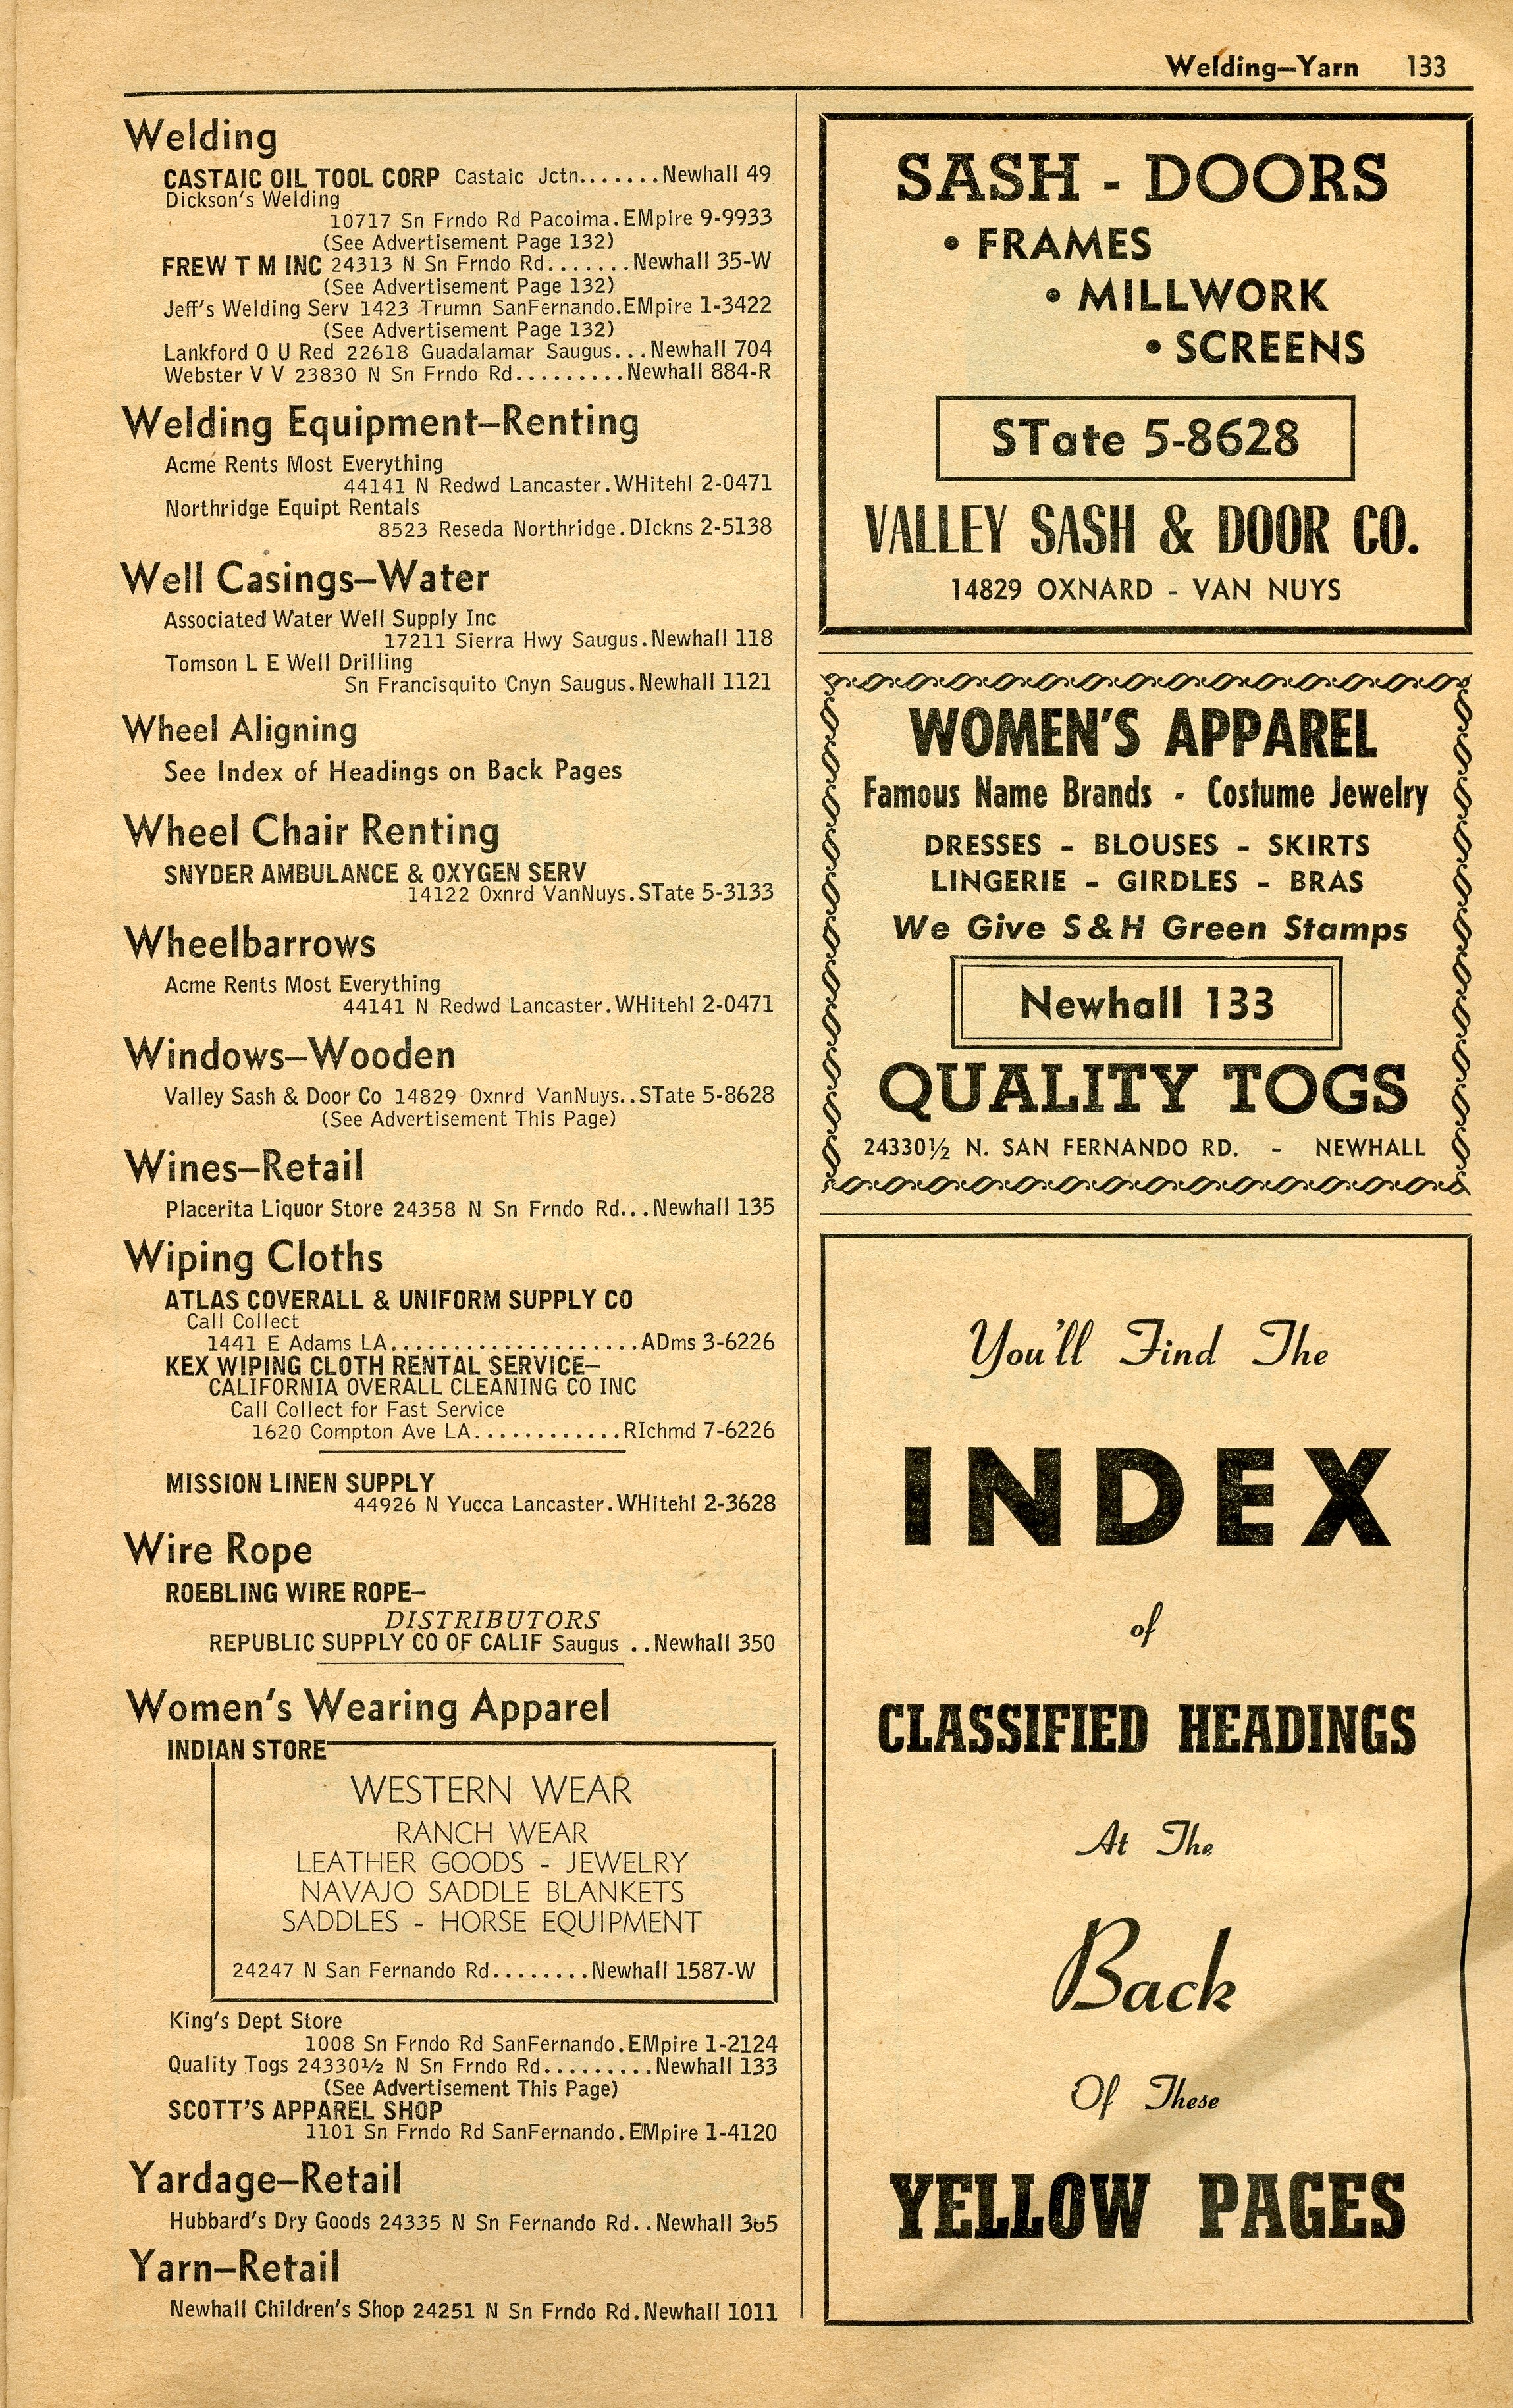 Welding—Yarn 133
Welding
CASTAIC OIL TOOL CORP Castaic Jctn.......Newhall 49
Dickson's Welding
10717 Sn Frndo Rd Pacoima.EMpire 9-9933
(See Advertisement Page 132)
FREW T M INC 24313 N Sn Frndo Rd.......Newhall 35-W
(See Advertisement Page 132)
Jeff's Welding Serv 1423 Trumn SanFernando.EMpire 1-3422
(See Advertisement Page 132)
Lankford O U Red 22618 Guadalamar Saugus...Newhall 704
Webster V V 23830 N Sn Frndo Rd.........Newhall 884-R
Welding Equipment—Renting
Acme Rents Most Everything
44141 N Redwd Lancaster.WHitehl 2-0471
Northridge Equipt Rentals
8523 Reseda Northridge.DIckns 2-5138
Well Casings—Water
Associated Water Well Supply Inc
17211 Sierra Hwy Saugus.Newhall 118
Tomson L E Well Drilling
Sn Francisquito Cnyn Saugus.Newhall 1121
Wheel Aligning
See Index of Headings on Back Pages
Wheel Chair Renting
SNYDER AMBULANCE & OXYGEN SERV
14122 Oxnrd VanNuys.STate 5-3133
Wheelbarrows
Acme Rents Most Everything
44141 N Redwd Lancaster.WHitehl 2-0471
Windows—Wooden
Valley Sash & Door Co 14829 Oxnrd VanNuys..STate 5-8628
(See Advertisement This Page)
Wines—Retail
Placerita Liquor Store 24358 N Sn Frndo Rd...Newhall 135
Wiping Cloths
ATLAS COVERALL & UNIFORM SUPPLY CO
Call Collect
1441 E Adams LA....................ADms 3-6226
KEX WIPING CLOTH RENTAL SERVICE—
CALIFORNIA OVERALL CLEANING CO INC
Call Collect for Fast Service
1620 Compton Ave LA............RIchmd 7-6226
MISSION LINEN SUPPLY
44926 N Yucca Lancaster.WHitehl 2-3628
Wire Rope
ROEBLING WIRE ROPE—
DISTRIBUTORS
REPUBLIC SUPPLY CO OF CALIF Saugus ..Newhall 350
Women's Wearing Apparel
INDIAN STORE
WESTERN WEAR
RANCH WEAR
LEATHER GOODS - JEWELRY
NAVAJO SADDLE BLANKETS
SADDLES - HORSE EQUIPMENT
24247 N San Fernando Rd........Newhall 1587-W
King's Dept Store
1008 Sn Frndo Rd SanFernando.EMpire 1-2124
Quality Togs 24330½ N Sn Frndo Rd.........Newhall 133
(See Advertisement This Page)
SCOTT'S APPAREL SHOP
1101 Sn Frndo Rd SanFernando.EMpire 1-4120
Yardage—Retail
Hubbard's Dry Goods 24335 N Sn Fernando Rd..Newhall 365
Yarn—Retail
Newhall Children's Shop 24251 N Sn Frndo Rd.Newhall 1011
SASH - DOORS
• FRAMES
• MILLWORK
• SCREENS
STate 5-8628
VALLEY SASH & DOOR CO.
14829 OXNARD - VAN NUYS
WOMEN'S APPAREL
Famous Name Brands - Costume Jewelry
DRESSES - BLOUSES - SKIRTS
LINGERIE - GIRDLES - BRAS
We Give S&H Green Stamps
Newhall 133
QUALITY TOGS
24330½ N. SAN FERNANDO RD. - NEWHALL
You'll Find The
INDEX
of
CLASSIFIED HEADINGS
At The
Back
Of These
YELLOW PAGES